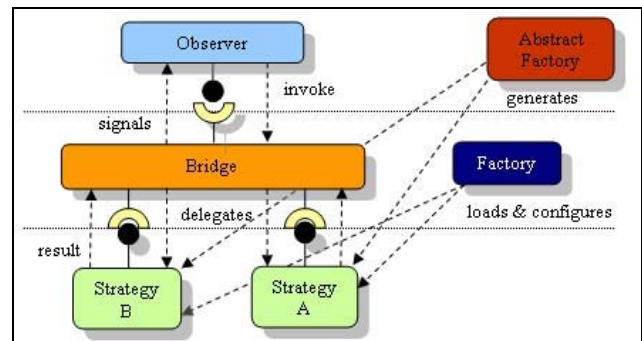 Observer
Abstract
Factory
invoke
generates
signals
Bridge
Factory
delegates
loads & configures
result
Strategy
B
Strategy
A